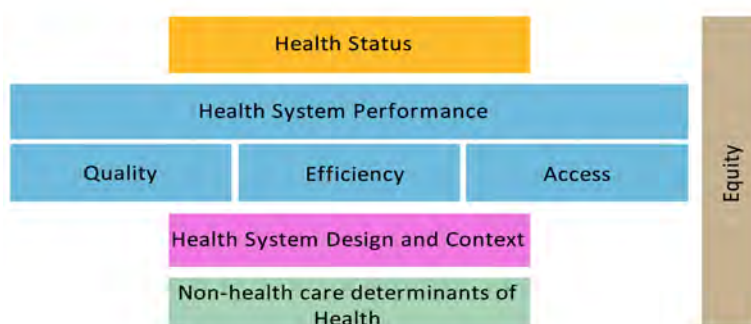 Health Status
Health System Performance
Quality
Efficiency
Access
Health System Design and Context
Non-health care determinants of
Health
Equity